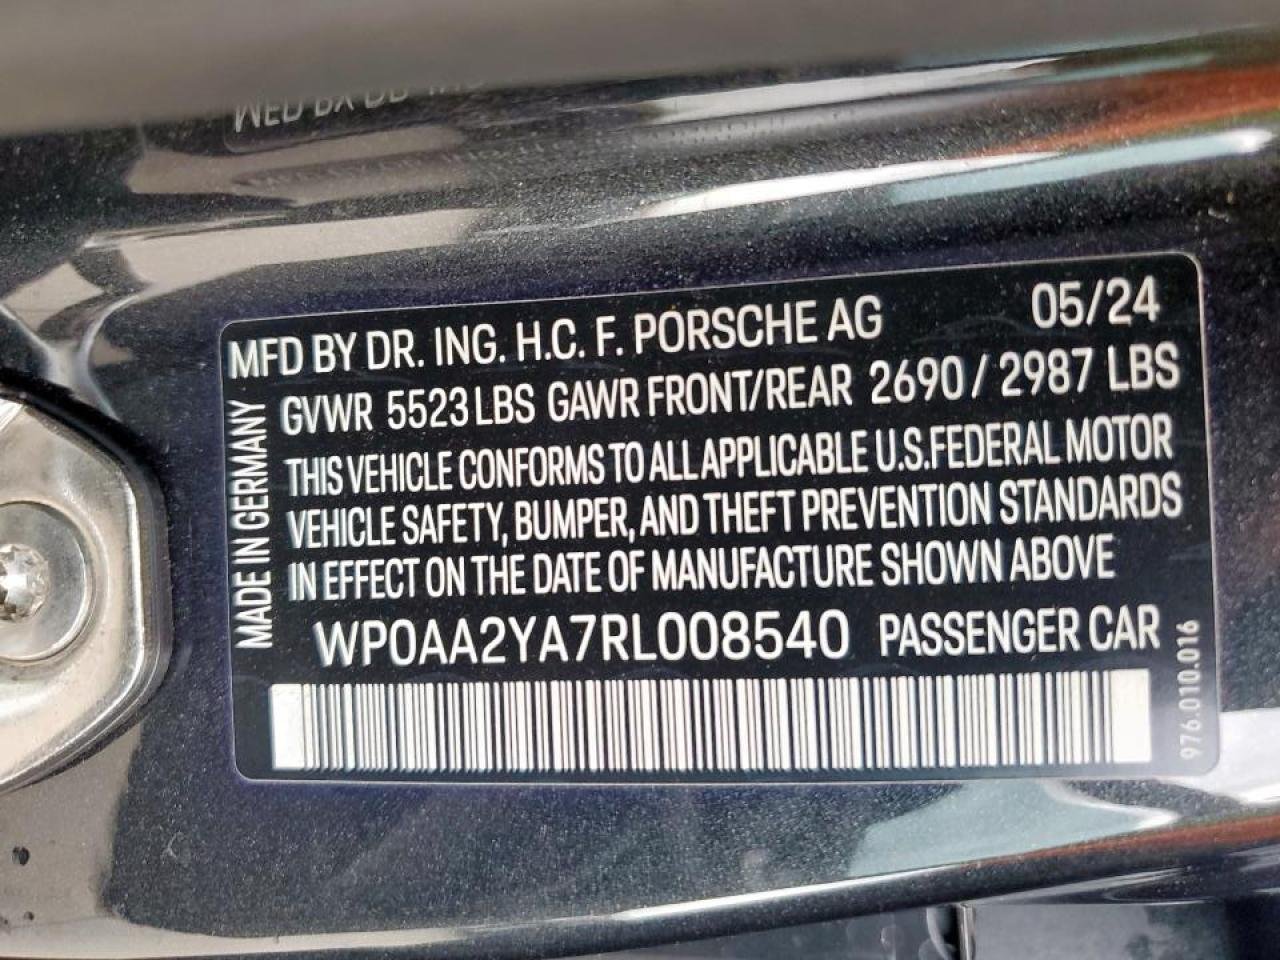 MFD BY DR. ING. H.C. F. PORSCHE AG 05/24
GVWR 5523 LBS GAWR FRONT/REAR 2690 / 2987 LBS
THIS VEHICLE CONFORMS TO ALL APPLICABLE U.S. FEDERAL MOTOR
VEHICLE SAFETY, BUMPER, AND THEFT PREVENTION STANDARDS
IN EFFECT ON THE DATE OF MANUFACTURE SHOWN ABOVE
WP0AA2YA7RL008540 PASSENGER CAR
MADE IN GERMANY
976.010.016